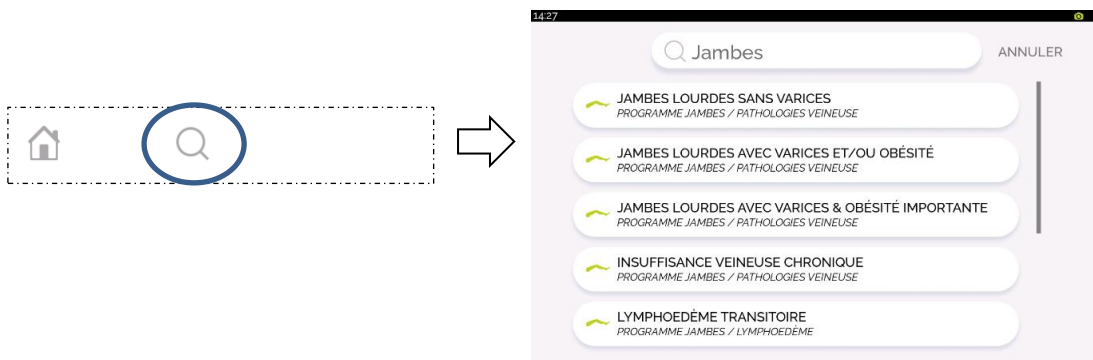 14:27
Jambes
ANNULER
JAMBES LOURDES SANS VARICES
PROGRAMME JAMBES / PATHOLOGIES VEINEUSE
JAMBES LOURDES AVEC VARICES ET/OU OBÉSITÉ
PROGRAMME JAMBES / PATHOLOGIES VEINEUSE
JAMBES LOURDES AVEC VARICES & OBÉSITÉ IMPORTANTE
PROGRAMME JAMBES / PATHOLOGIES VEINEUSE
INSUFFISANCE VEINEUSE CHRONIQUE
PROGRAMME JAMBES / PATHOLOGIES VEINEUSE
LYMPHOEDÈME TRANSITOIRE
PROGRAMME JAMBES / LYMPHOEDÈME